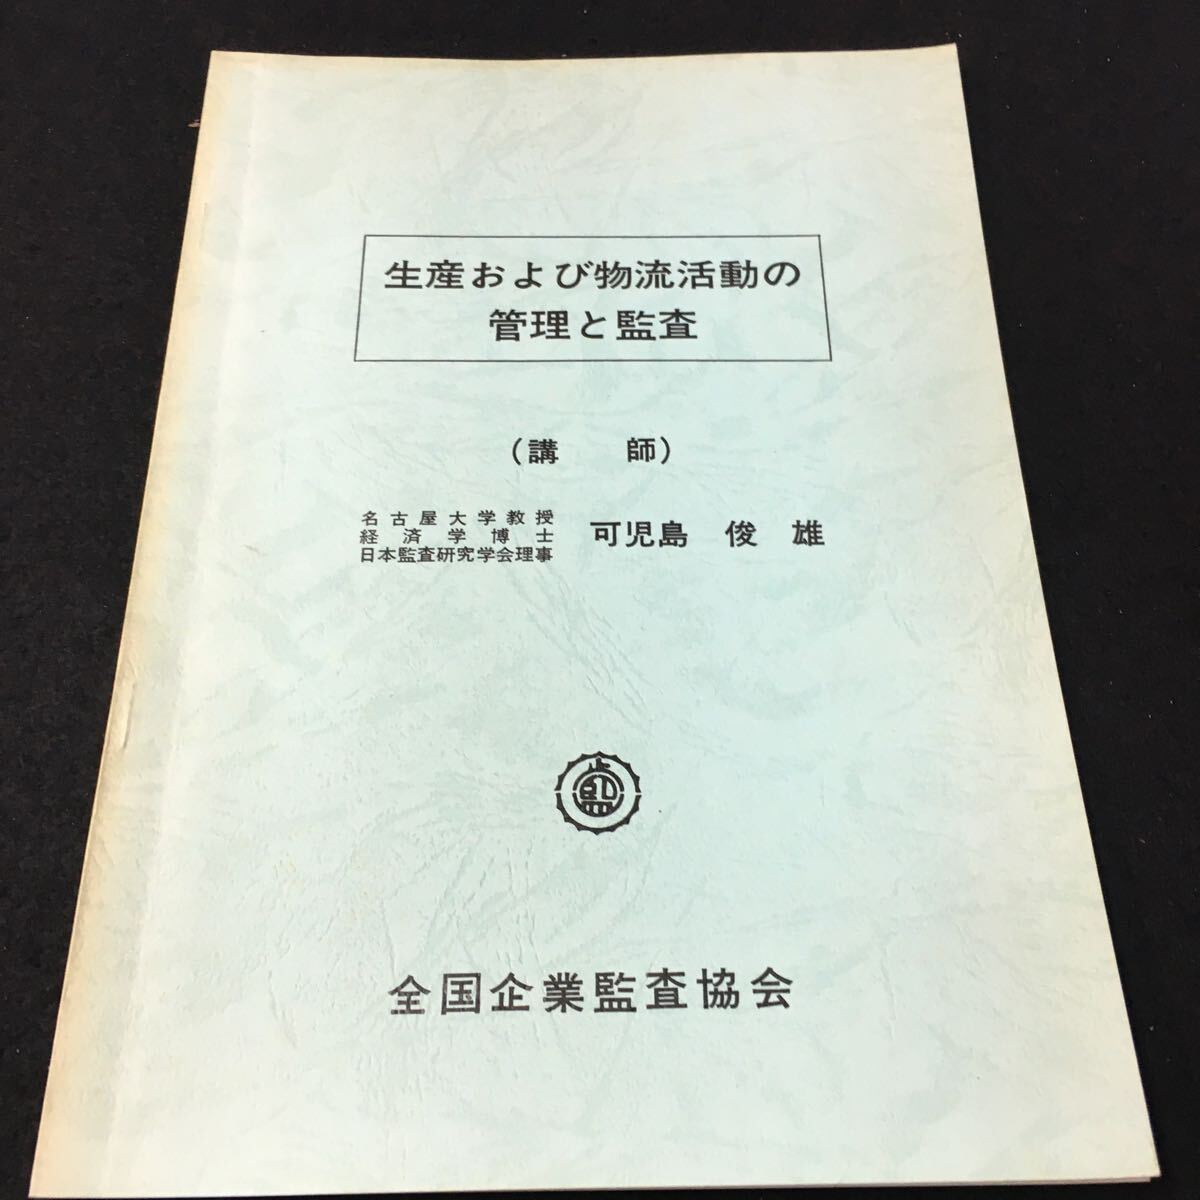 生産および物流活動の
管理と監査
（講　　師）
名古屋大学教授
経済学博士
日本監査研究学会理事
可児島　俊　雄
監
全国企業監査協会